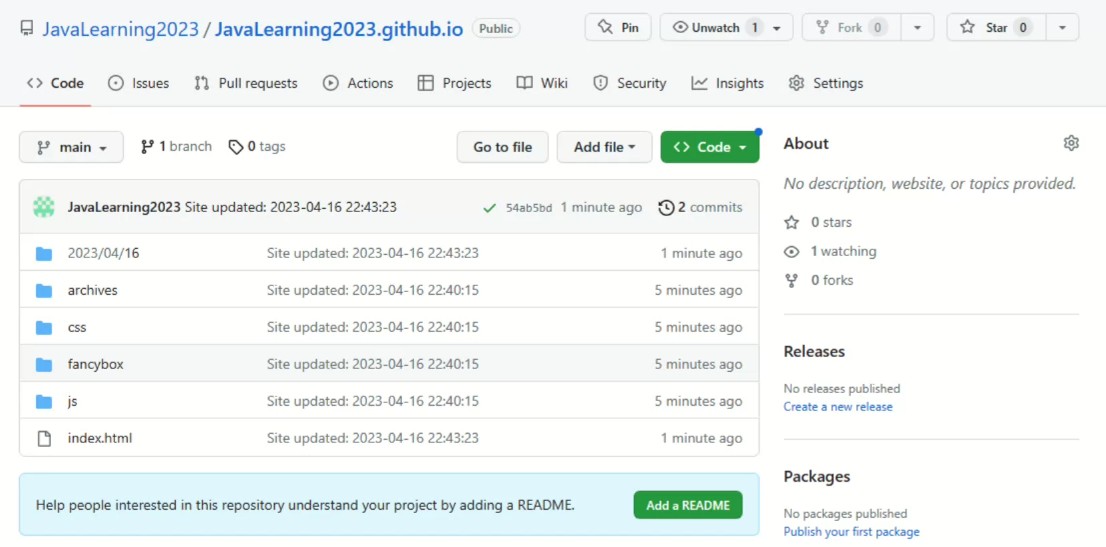 JavaLearning2023 / JavaLearning2023.github.io Public Pin Unwatch 1 Fork 0 Star 0
Code Issues Pull requests Actions Projects Wiki Security Insights Settings
main 1 branch 0 tags Go to file Add file Code
JavaLearning2023 Site updated: 2023-04-16 22:43:23 54ab5bd 1 minute ago 2 commits
2023/04/16 Site updated: 2023-04-16 22:43:23 1 minute ago
archives Site updated: 2023-04-16 22:40:15 5 minutes ago
css Site updated: 2023-04-16 22:40:15 5 minutes ago
fancybox Site updated: 2023-04-16 22:40:15 5 minutes ago
js Site updated: 2023-04-16 22:40:15 5 minutes ago
index.html Site updated: 2023-04-16 22:43:23 1 minute ago
Help people interested in this repository understand your project by adding a README. Add a README
About
No description, website, or topics provided.
0 stars
1 watching
0 forks
Releases
No releases published
Create a new release
Packages
No packages published
Publish your first package